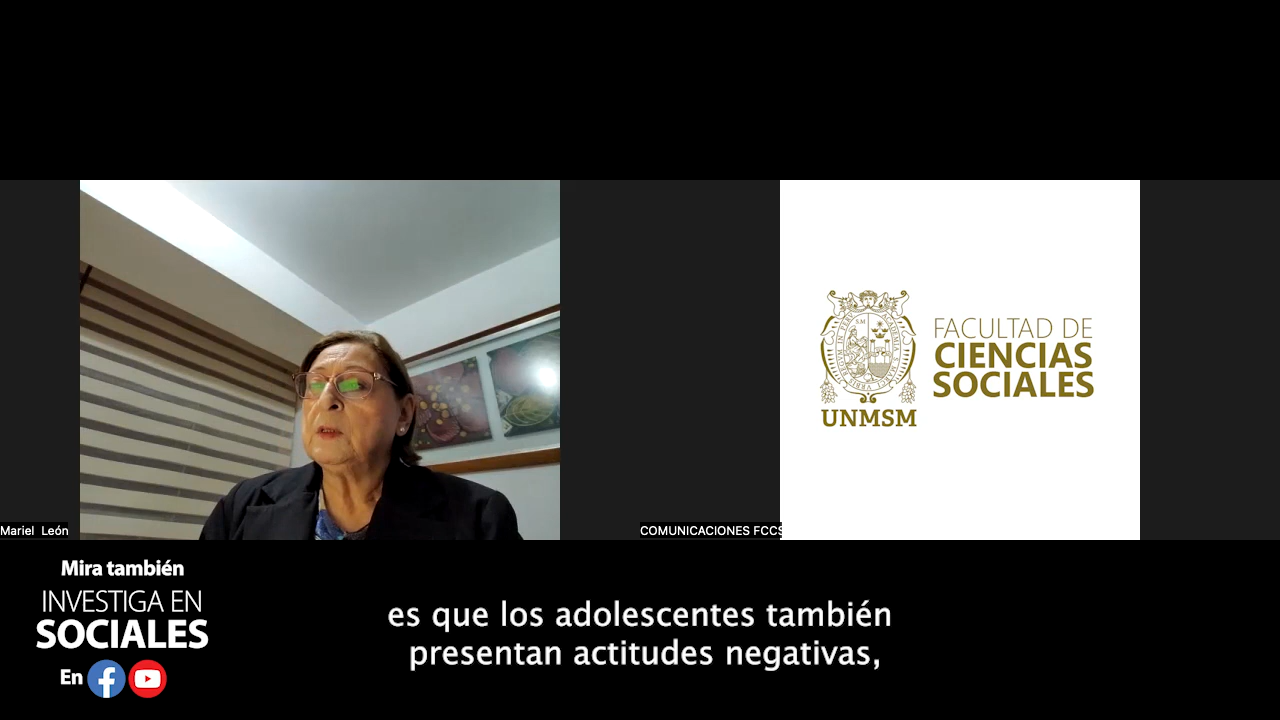 FACULTAD DE
CIENCIAS
SOCIALES
UNMSM
Mariel León
COMUNICACIONES FCCS
Mira también
INVESTIGA EN
SOCIALES
En
es que los adolescentes también
presentan actitudes negativas,